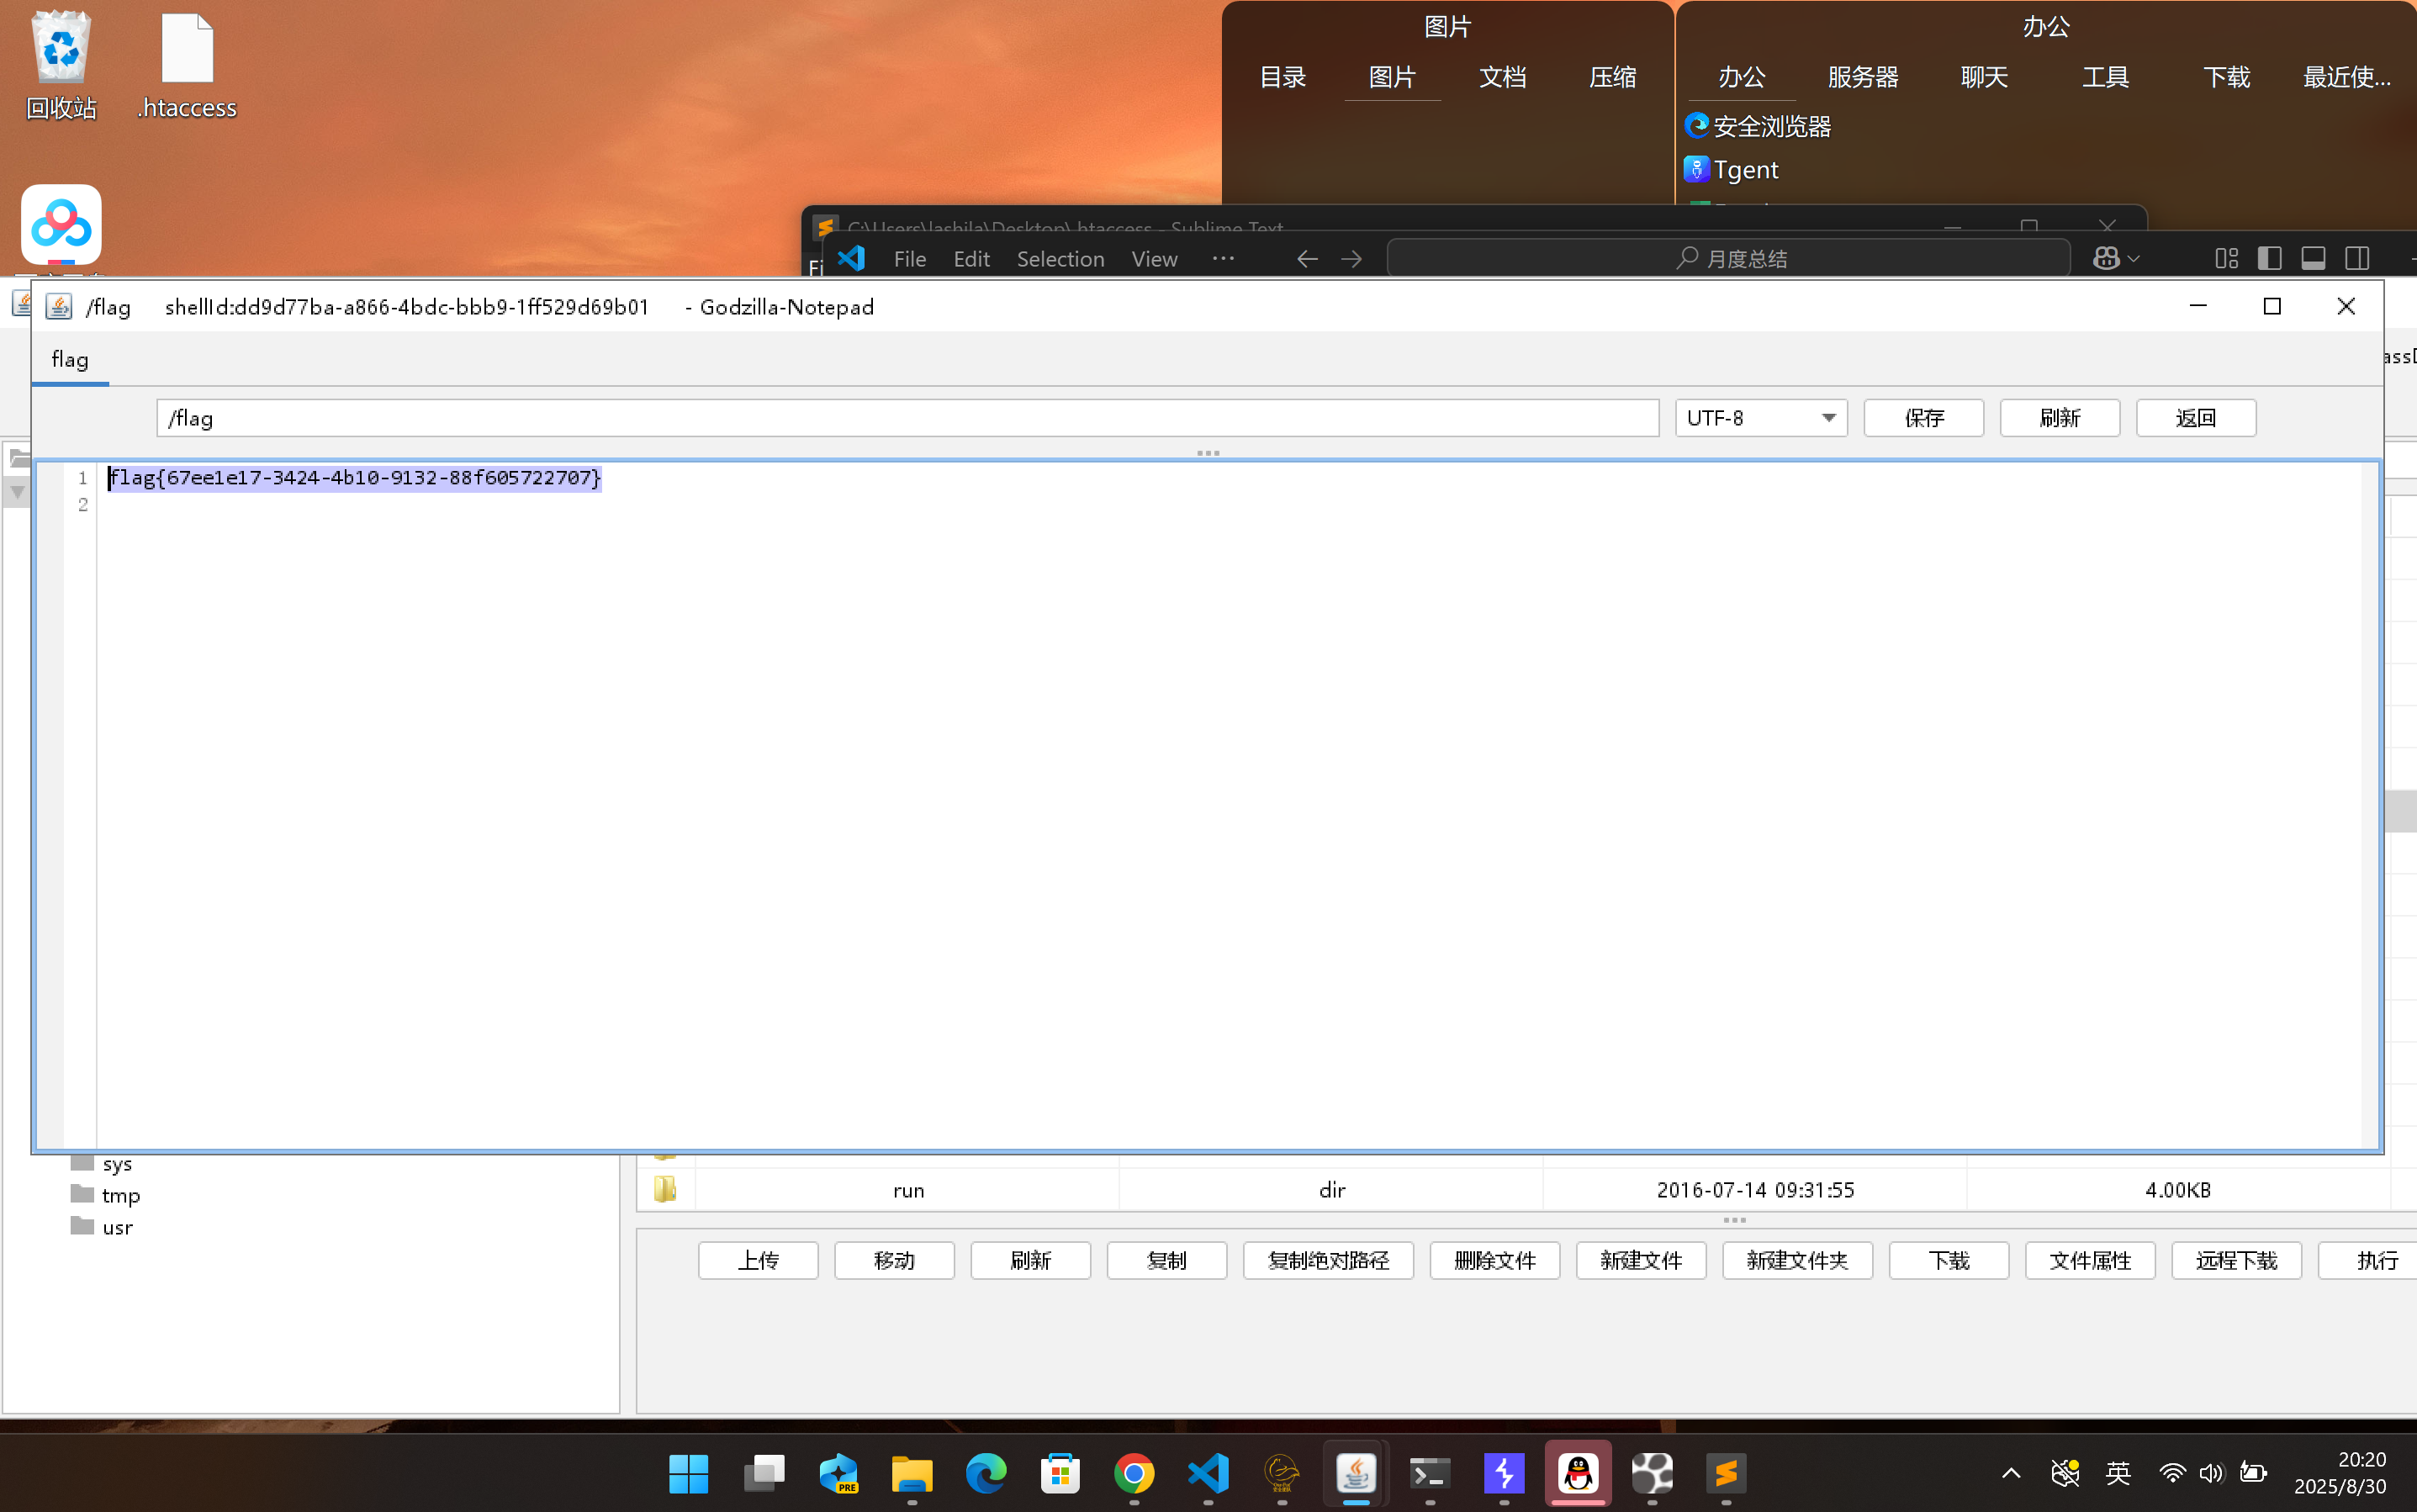 图片
办公
目录 图片 文档 压缩
办公 服务器 聊天 工具 下载 最近使...
回收站
.htaccess
安全浏览器
Tgent
C:\Users\lashila\Desktop\.htaccess - Sublime Text
File Edit Selection View ···
月度总结
/flag shellId:dd9d77ba-a866-4bdc-bbb9-1ff529d69b01 - Godzilla-Notepad
flag
/flag
UTF-8
保存
刷新
返回
1 flag{67ee1e17-3424-4b10-9132-88f605722707}
2
sys
tmp
usr
run dir 2016-07-14 09:31:55 4.00KB
上传 移动 刷新 复制 复制绝对路径 删除文件 新建文件 新建文件夹 下载 文件属性 远程下载 执行
PRE
英
20:20
2025/8/30